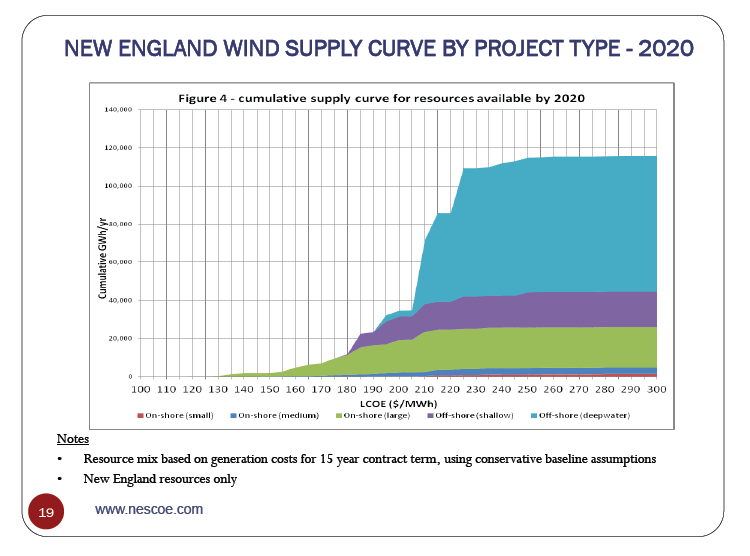 NEW ENGLAND WIND SUPPLY CURVE BY PROJECT TYPE - 2020
Figure 4 - cumulative supply curve for resources available by 2020
140,000
120,000
100,000
80,000
60,000
40,000
20,000
0
Cumulative GWh/yr
100 110 120 130 140 150 160 170 180 190 200 210 220 230 240 250 260 270 280 290 300
LCOE ($/MWh)
On-shore (small) On-shore (medium) On-shore (large) Off-shore (shallow) Off-shore (deepwater)
Notes
• Resource mix based on generation costs for 15 year contract term, using conservative baseline assumptions
• New England resources only
19 www.nescoe.com